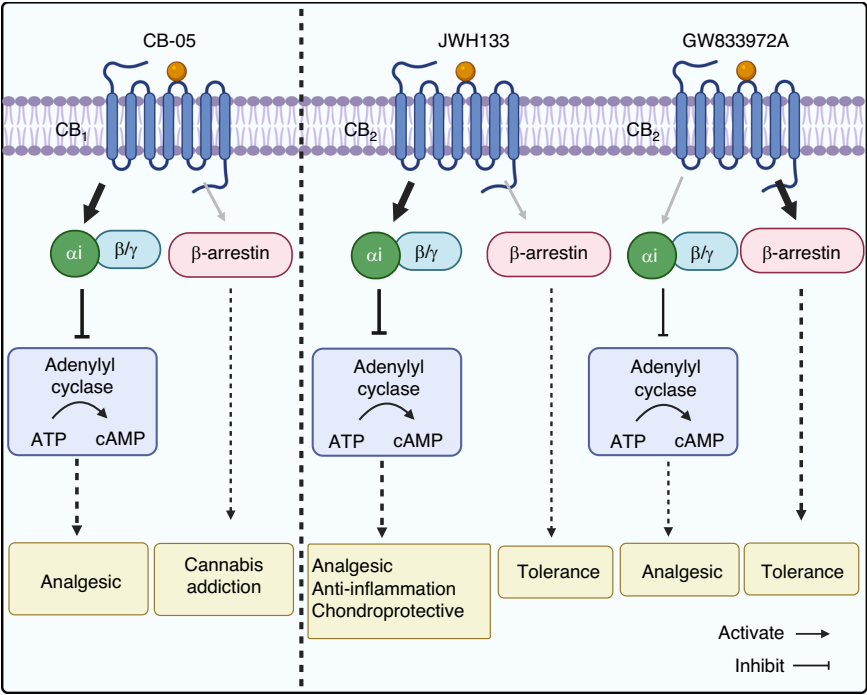 CB-05
JWH133
GW833972A
CB1
CB2
CB2
αi
β/γ
β-arrestin
αi
β/γ
β-arrestin
αi
β/γ
β-arrestin
Adenylyl
cyclase
ATP cAMP
Adenylyl
cyclase
ATP cAMP
Adenylyl
cyclase
ATP cAMP
Analgesic
Cannabis
addiction
Analgesic
Anti-inflammation
Chondroprotective
Tolerance
Analgesic
Tolerance
Activate
Inhibit